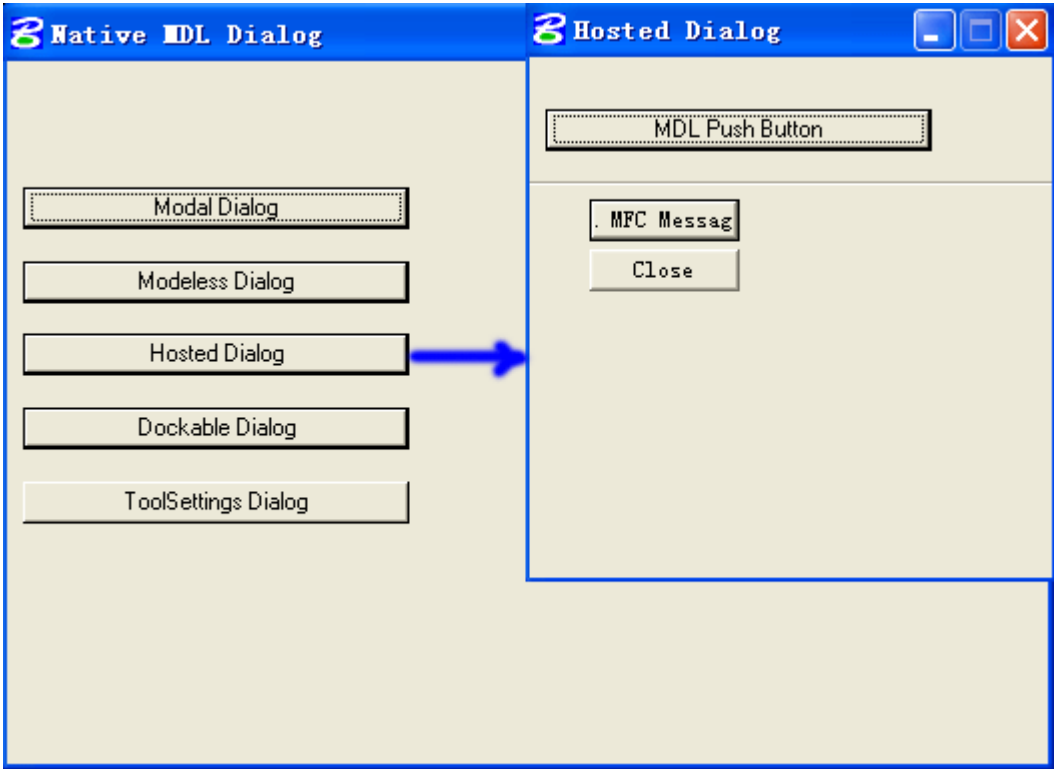 Native MDL Dialog
Modal Dialog
Modeless Dialog
Hosted Dialog
Dockable Dialog
ToolSettings Dialog
Hosted Dialog
MDL Push Button
. MFC Messag
Close